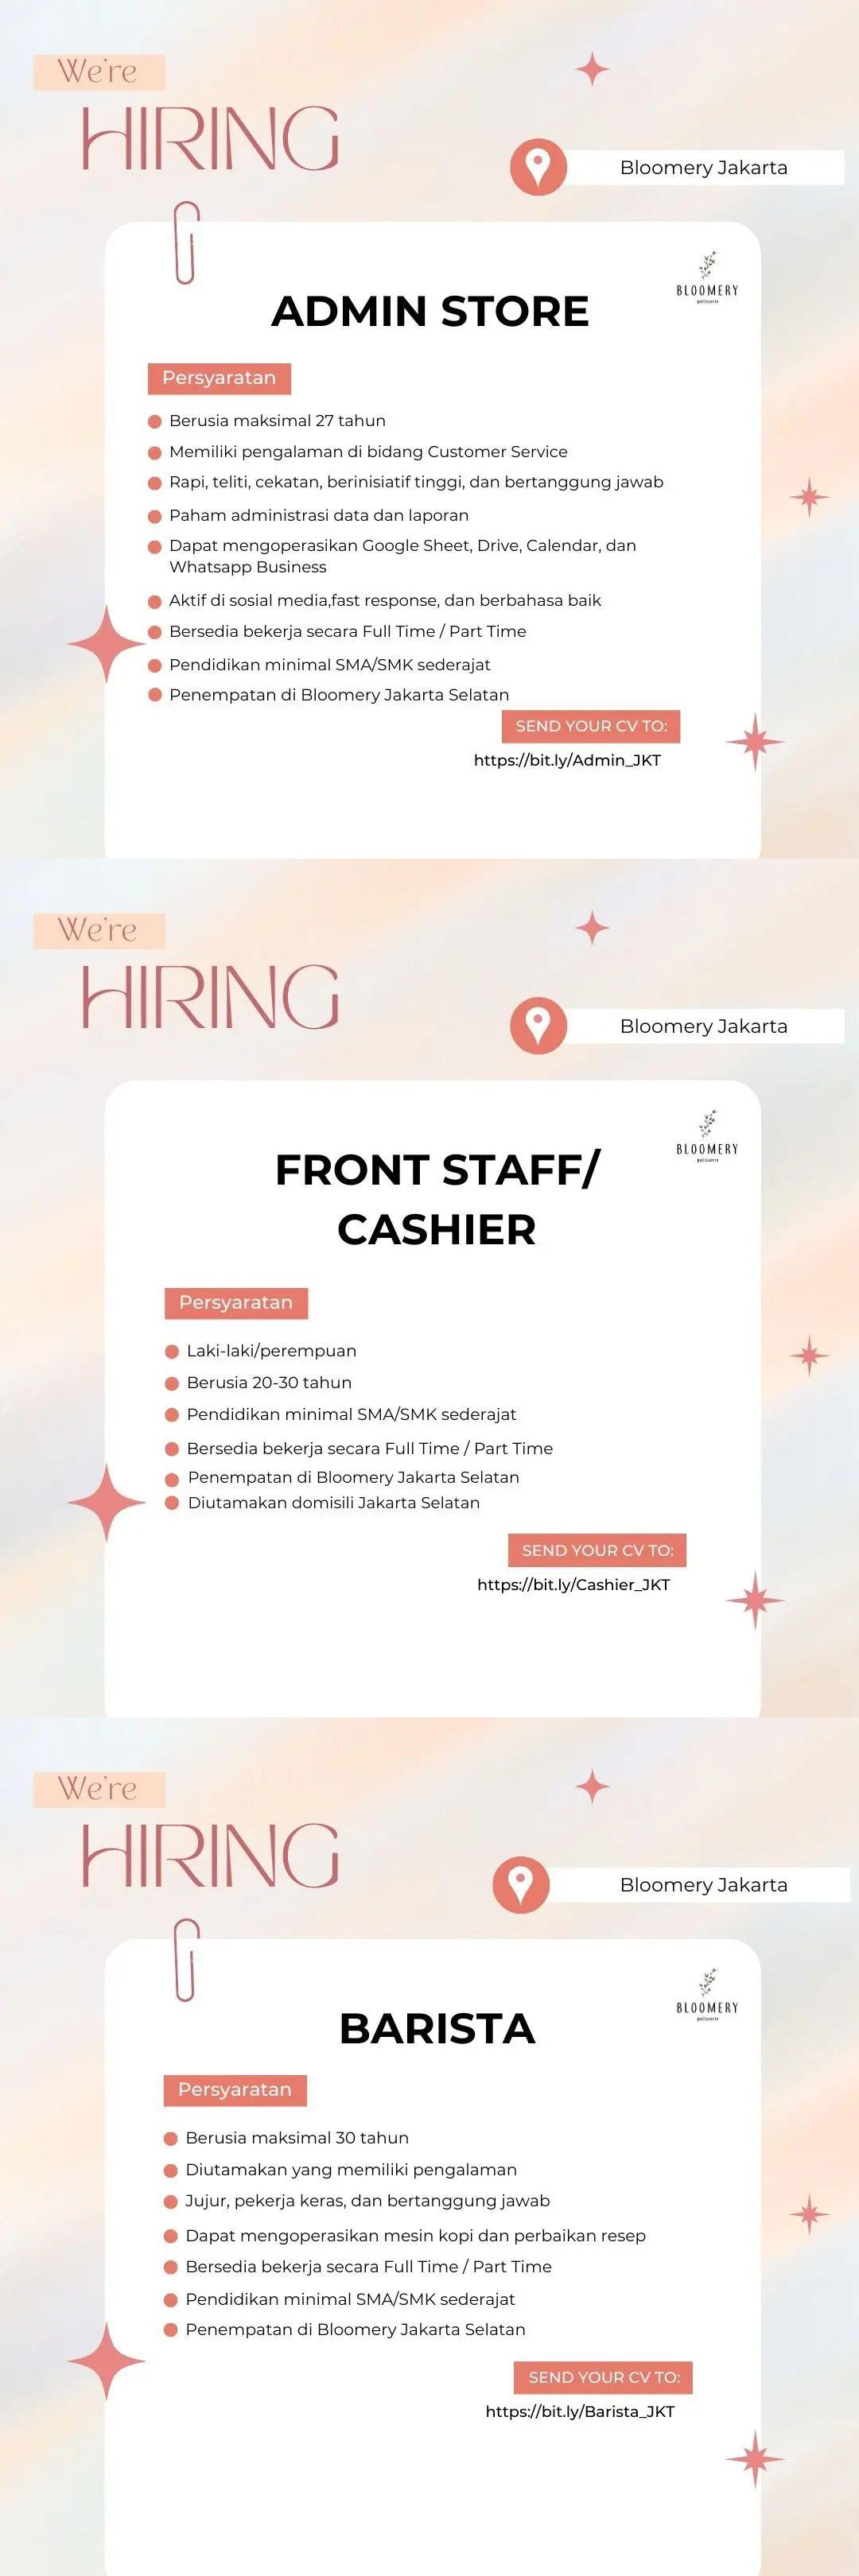 We're
HIRING
Bloomery Jakarta
BLOOMERY
patisserie
ADMIN STORE
Persyaratan
Berusia maksimal 27 tahun
Memiliki pengalaman di bidang Customer Service
Rapi, teliti, cekatan, berinisiatif tinggi, dan bertanggung jawab
Paham administrasi data dan laporan
Dapat mengoperasikan Google Sheet, Drive, Calendar, dan
Whatsapp Business
Aktif di sosial media,fast response, dan berbahasa baik
Bersedia bekerja secara Full Time / Part Time
Pendidikan minimal SMA/SMK sederajat
Penempatan di Bloomery Jakarta Selatan
SEND YOUR CV TO:
https://bit.ly/Admin_JKT
We're
HIRING
Bloomery Jakarta
BLOOMERY
patisserie
FRONT STAFF/
CASHIER
Persyaratan
Laki-laki/perempuan
Berusia 20-30 tahun
Pendidikan minimal SMA/SMK sederajat
Bersedia bekerja secara Full Time / Part Time
Penempatan di Bloomery Jakarta Selatan
Diutamakan domisili Jakarta Selatan
SEND YOUR CV TO:
https://bit.ly/Cashier_JKT
We're
HIRING
Bloomery Jakarta
BLOOMERY
patisserie
BARISTA
Persyaratan
Berusia maksimal 30 tahun
Diutamakan yang memiliki pengalaman
Jujur, pekerja keras, dan bertanggung jawab
Dapat mengoperasikan mesin kopi dan perbaikan resep
Bersedia bekerja secara Full Time / Part Time
Pendidikan minimal SMA/SMK sederajat
Penempatan di Bloomery Jakarta Selatan
SEND YOUR CV TO:
https://bit.ly/Barista_JKT